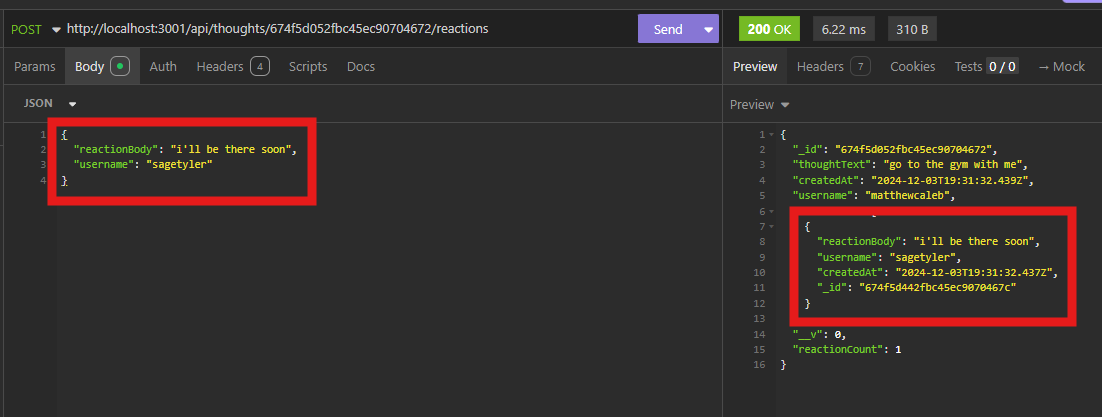 POST http://localhost:3001/api/thoughts/674f5d052fbc45ec90704672/reactions Send 200 OK 6.22 ms 310 B
Params Body Auth Headers 4 Scripts Docs Preview Headers 7 Cookies Tests 0 / 0 → Mock
JSON Preview
1 {
2 "reactionBody": "i'll be there soon",
3 "username": "sagetyler"
4 }
1 {
2 "_id": "674f5d052fbc45ec90704672",
3 "thoughtText": "go to the gym with me",
4 "createdAt": "2024-12-03T19:31:32.439Z",
5 "username": "matthewcaleb",
6
7 {
8 "reactionBody": "i'll be there soon",
9 "username": "sagetyler",
10 "createdAt": "2024-12-03T19:31:32.437Z",
11 "_id": "674f5d442fbc45ec9070467c"
12 }
13
14 "__v": 0,
15 "reactionCount": 1
16 }